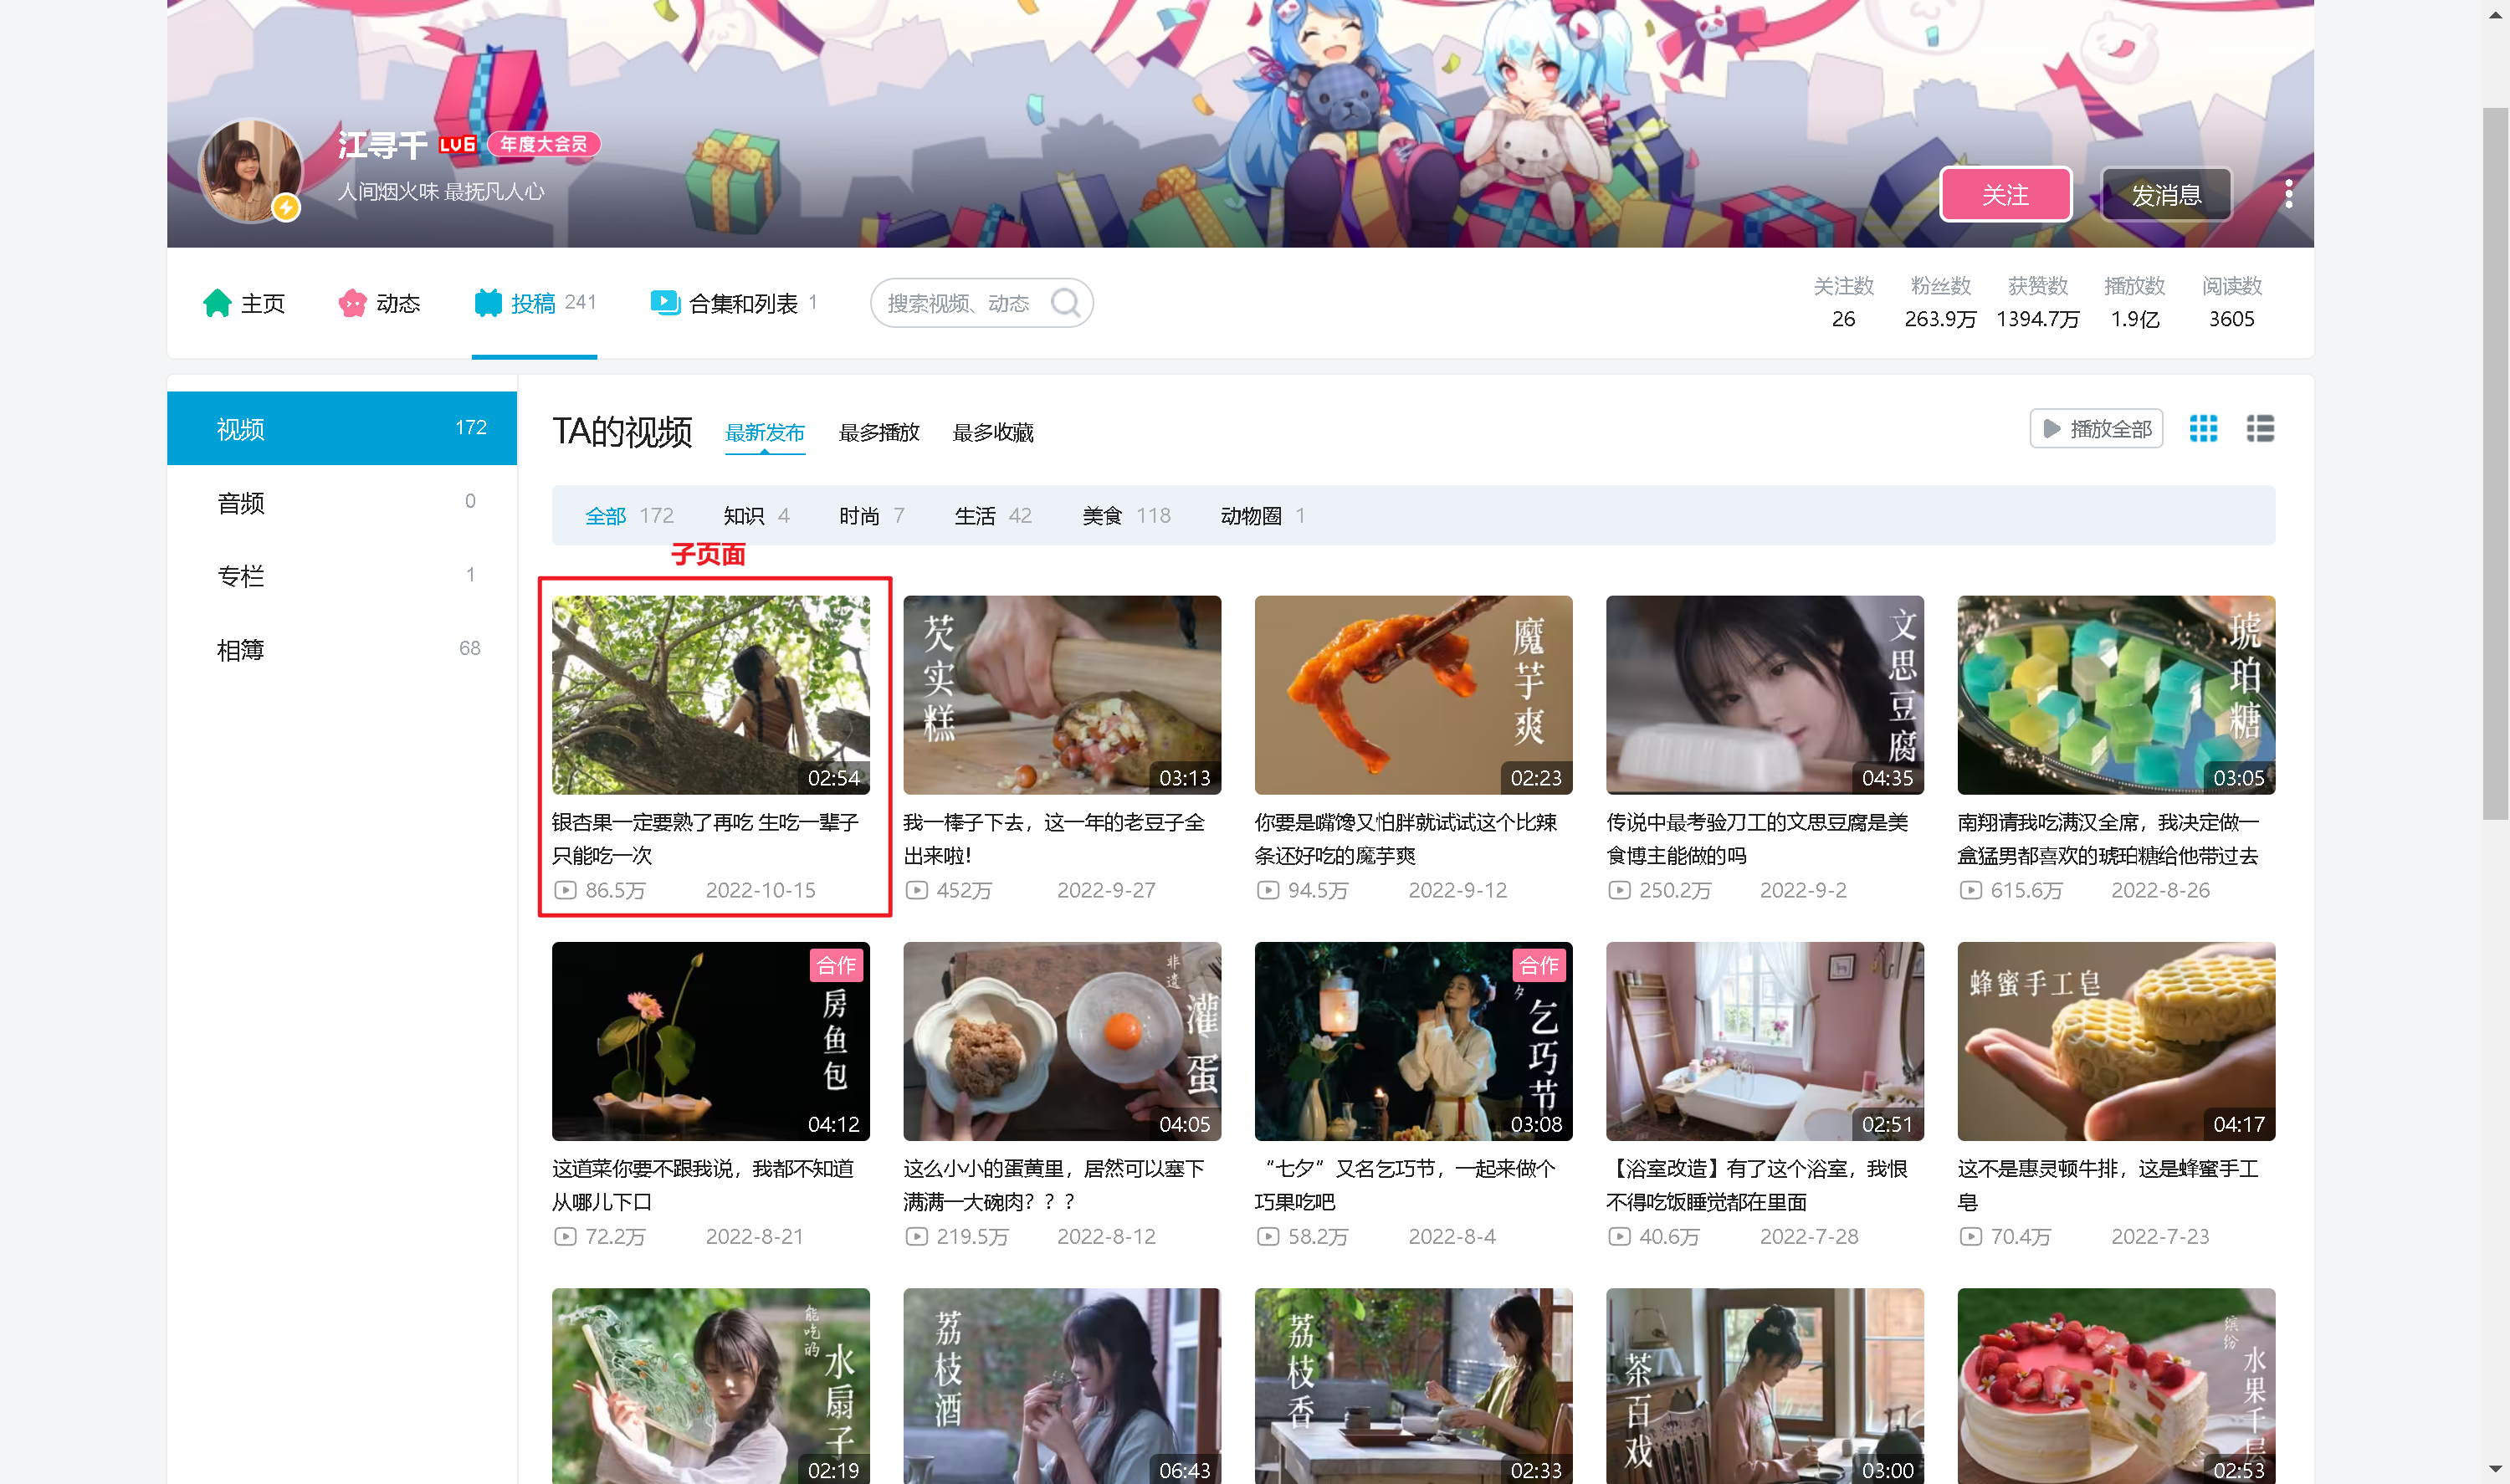 江寻千 LV6 年度大会员
人间烟火味 最抚凡人心
关注
发消息
主页
动态
投稿 241
合集和列表 1
搜索视频、动态
关注数 粉丝数 获赞数 播放数 阅读数
26 263.9万 1394.7万 1.9亿 3605
视频 172
音频 0
专栏 1
相簿 68
TA的视频 最新发布 最多播放 最多收藏
播放全部
全部 172 知识 4 时尚 7 生活 42 美食 118 动物圈 1
子页面
02:54
银杏果一定要熟了再吃 生吃一辈子
只能吃一次
86.5万 2022-10-15
芡实糕
03:13
我一棒子下去，这一年的老豆子全
出来啦！
452万 2022-9-27
魔芋爽
02:23
你要是嘴馋又怕胖就试试这个比辣
条还好吃的魔芋爽
94.5万 2022-9-12
文思豆腐
04:35
传说中最考验刀工的文思豆腐是美
食博主能做的吗
250.2万 2022-9-2
琥珀糖
03:05
南翔请我吃满汉全席，我决定做一
盒猛男都喜欢的琥珀糖给他带过去
615.6万 2022-8-26
合作
房鱼包
04:12
这道菜你要不跟我说，我都不知道
从哪儿下口
72.2万 2022-8-21
非遗
灌蛋
04:05
这么小小的蛋黄里，居然可以塞下
满满一大碗肉？？？
219.5万 2022-8-12
合作
夕
乞巧节
03:08
“七夕”又名乞巧节，一起来做个
巧果吃吧
58.2万 2022-8-4
02:51
【浴室改造】有了这个浴室，我恨
不得吃饭睡觉都在里面
40.6万 2022-7-28
蜂蜜手工皂
04:17
这不是惠灵顿牛排，这是蜂蜜手工
皂
70.4万 2022-7-23
能吃的
水扇子
02:19
荔枝酒
06:43
荔枝香
02:33
茶百戏
03:00
缤纷
水果千层
02:53